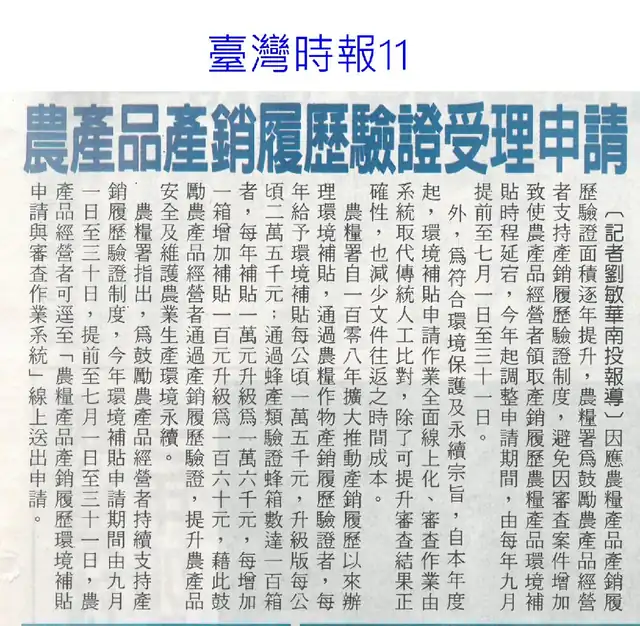 臺灣時報11
農產品產銷履歷驗證受理申請
〔記者劉敏華南投報導〕因應農糧產品產銷履
歷驗證面積逐年提升,農糧署為鼓勵農產品經營
者支持產銷履歷驗證制度,避免因審查案件增加
致使農產品經營者領取產銷履歷農糧產品環境補
貼時程延宕,今年起調整申請期間,由每年九月
提前至七月一日至三十一日。
外,為符合環境保護及永續宗旨,自本年度
起,環境補貼申請作業全面線上化、審查作業由
系統取代傳統人工比對,除了可提升審查結果正
確性,也減少文件往返之時間成本。
農糧署自一百零八年擴大推動產銷履歷以來辦
理環境補貼,通過農糧作物產銷履歷驗證者,每
年給予環境補貼每公頃一萬五千元,升級版每公
頃二萬五千元;通過蜂產類驗證蜂箱數達一百箱
者,每年補貼一萬元升級為一萬六千元,每增加
一箱增加補貼一百元升級為一百六十元,藉此鼓
勵農產品經營者通過產銷履歷驗證,提升農產品
安全及維護農業生產環境永續。
農糧署指出,為鼓勵農產品經營者持續支持產
銷履歷驗證制度,今年環境補貼申請期間由九月
一日至三十日,提前至七月一日至三十一日,農
產品經營者可逕至「農糧產品產銷履歷環境補貼
申請與審查作業系統」線上送出申請。